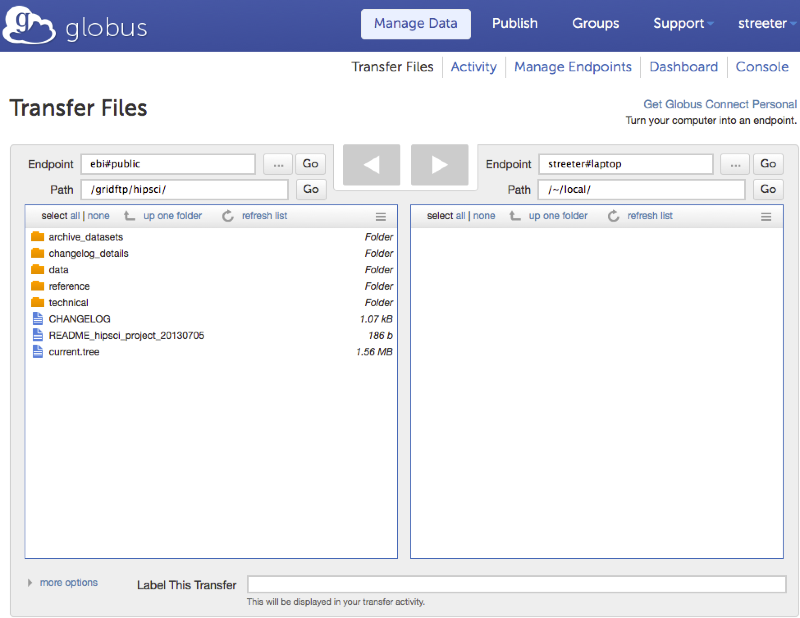 globus
Manage Data Publish Groups Support streeter
Transfer Files Activity Manage Endpoints Dashboard Console
Transfer Files
Get Globus Connect Personal
Turn your computer into an endpoint.
Endpoint ebi#public ... Go
Path /gridftp/hipsci/ Go
select all | none up one folder refresh list
archive_datasets Folder
changelog_details Folder
data Folder
reference Folder
technical Folder
CHANGELOG 1.07 kB
README_hipsci_project_20130705 186 b
current.tree 1.56 MB
Endpoint streeter#laptop ... Go
Path /~/local/ Go
select all | none up one folder refresh list
more options
Label This Transfer
This will be displayed in your transfer activity.